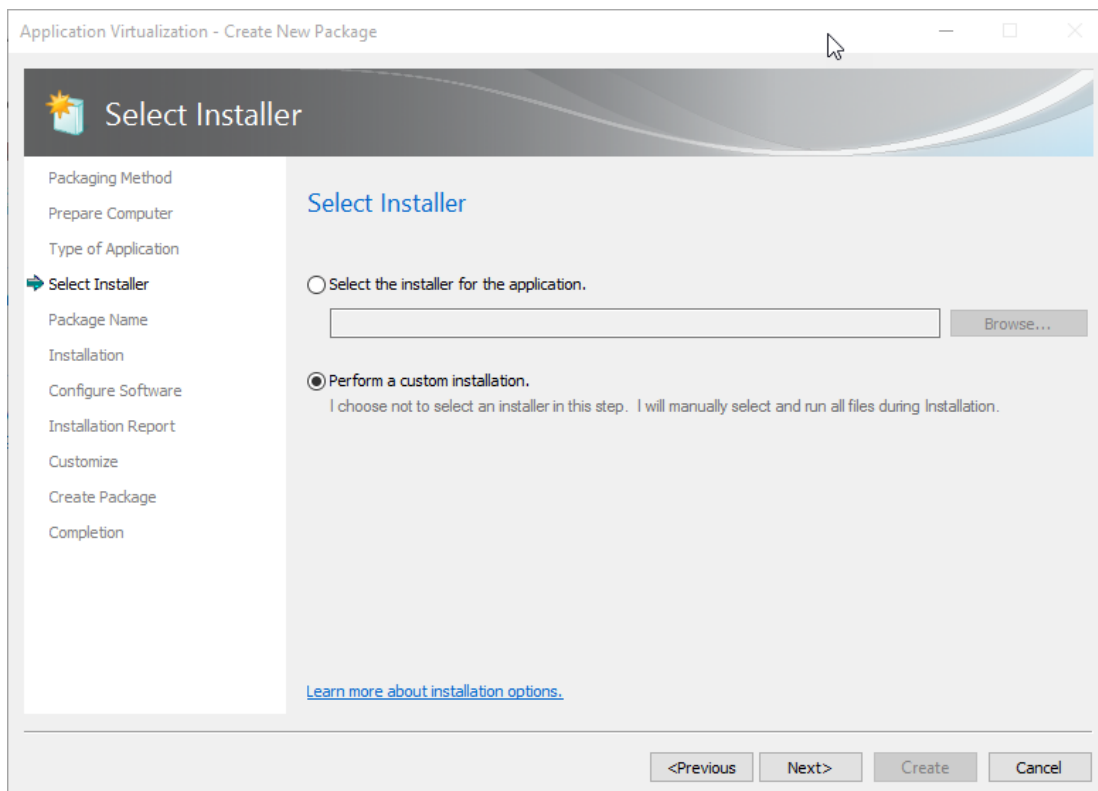 Application Virtualization - Create New Package
Select Installer
Packaging Method
Prepare Computer
Type of Application
Select Installer
Package Name
Installation
Configure Software
Installation Report
Customize
Create Package
Completion
Select Installer
Select the installer for the application.
Browse...
Perform a custom installation.
I choose not to select an installer in this step.  I will manually select and run all files during Installation.
Learn more about installation options.
<Previous
Next>
Create
Cancel